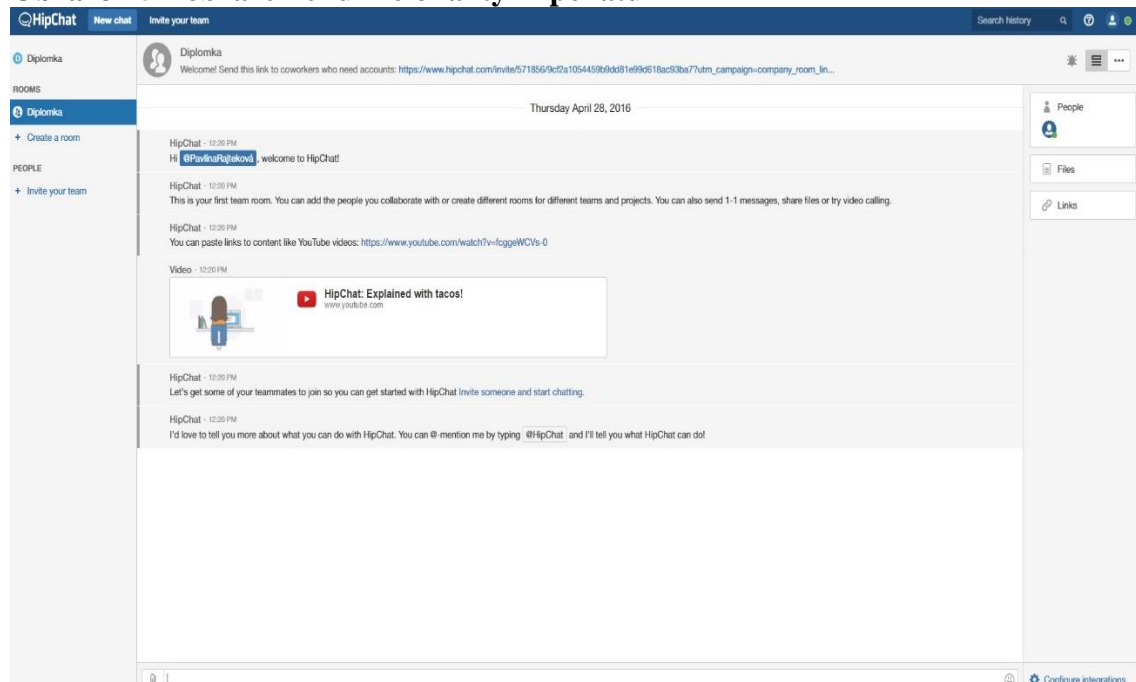 HipChat New chat Invite your team Search history
Diplomka
Diplomka
Welcome! Send this link to coworkers who need accounts: https://www.hipchat.com/invite/571856/9cf2a1054459b9dd81e99d618ac93ba7?utm_campaign=company_room_lin...
ROOMS
Diplomka
+ Create a room
PEOPLE
+ Invite your team
Thursday April 28, 2016
HipChat · 12:20 PM
Hi @PavlínaRajteková, welcome to HipChat!
HipChat · 12:20 PM
This is your first team room. You can add the people you collaborate with or create different rooms for different teams and projects. You can also send 1-1 messages, share files or try video calling.
HipChat · 12:20 PM
You can paste links to content like YouTube videos: https://www.youtube.com/watch?v=fcggeWCVs-0
Video · 12:20 PM
HipChat: Explained with tacos!
www.youtube.com
HipChat · 12:20 PM
Let's get some of your teammates to join so you can get started with HipChat Invite someone and start chatting.
HipChat · 12:20 PM
I'd love to tell you more about what you can do with HipChat. You can @-mention me by typing @HipChat and I'll tell you what HipChat can do!
People
Files
Links
Configure integrations